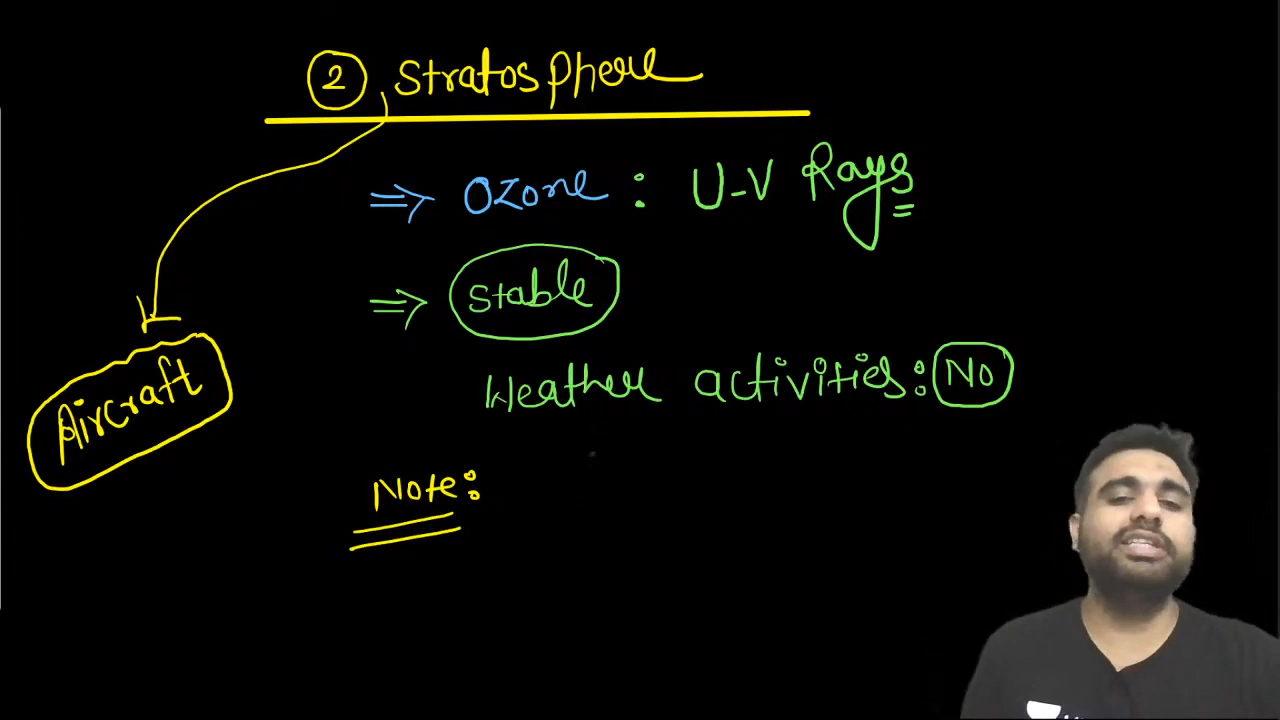 2 Stratosphere
⇒ Ozone : U-V Rays
⇒ Stable
Weather activities: No
Aircraft
Note: